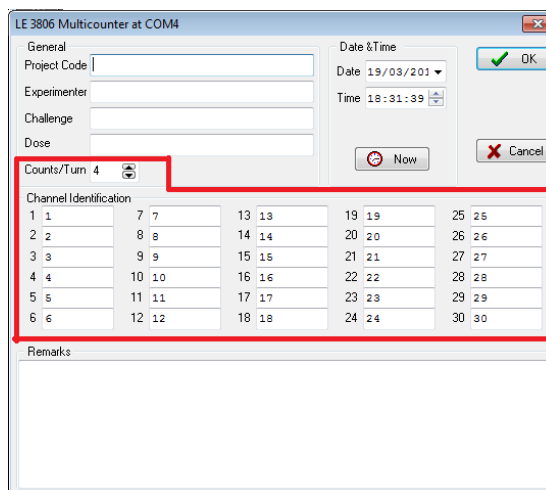 LE 3806 Multicounter at COM4
General
Project Code
Experimenter
Challenge
Dose
Counts/Turn 4
Date &Time
Date 19/03/201
Time 18:31:39
Now
OK
Cancel
Channel Identification
1 1 7 7 13 13 19 19 25 25
2 2 8 8 14 14 20 20 26 26
3 3 9 9 15 15 21 21 27 27
4 4 10 10 16 16 22 22 28 28
5 5 11 11 17 17 23 23 29 29
6 6 12 12 18 18 24 24 30 30
Remarks